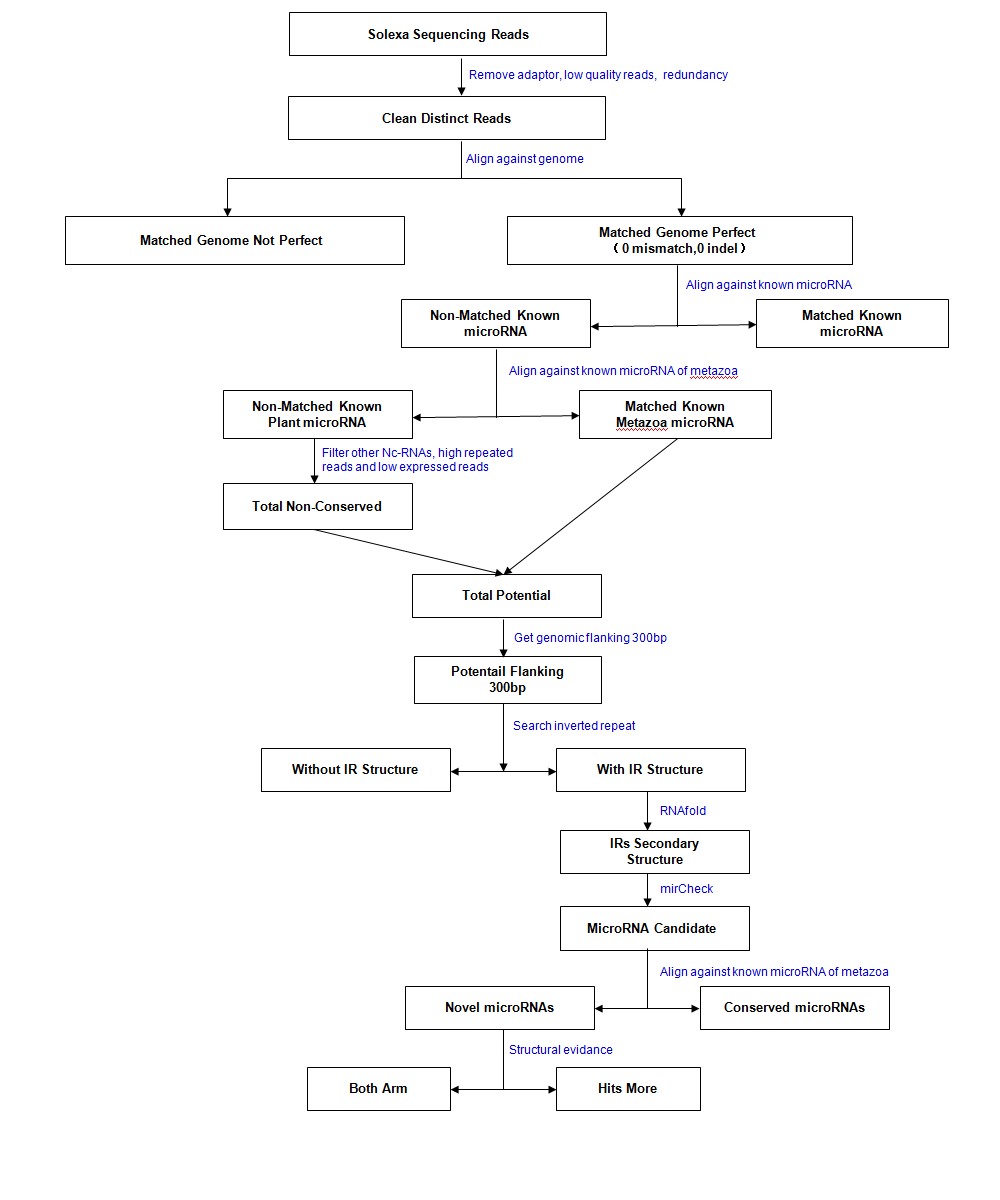 Solexa Sequencing Reads
Remove adaptor, low quality reads, redundancy
Clean Distinct Reads
Align against genome
Matched Genome Not Perfect
Matched Genome Perfect
( 0 mismatch,0 indel )
Align against known microRNA
Non-Matched Known
microRNA
Matched Known
microRNA
Align against known microRNA of metazoa
Non-Matched Known
Plant microRNA
Matched Known
Metazoa microRNA
Filter other Nc-RNAs, high repeated
reads and low expressed reads
Total Non-Conserved
Total Potential
Get genomic flanking 300bp
Potentail Flanking
300bp
Search inverted repeat
Without IR Structure
With IR Structure
RNAfold
IRs Secondary
Structure
mirCheck
MicroRNA Candidate
Align against known microRNA of metazoa
Novel microRNAs
Conserved microRNAs
Structural evidance
Both Arm
Hits More